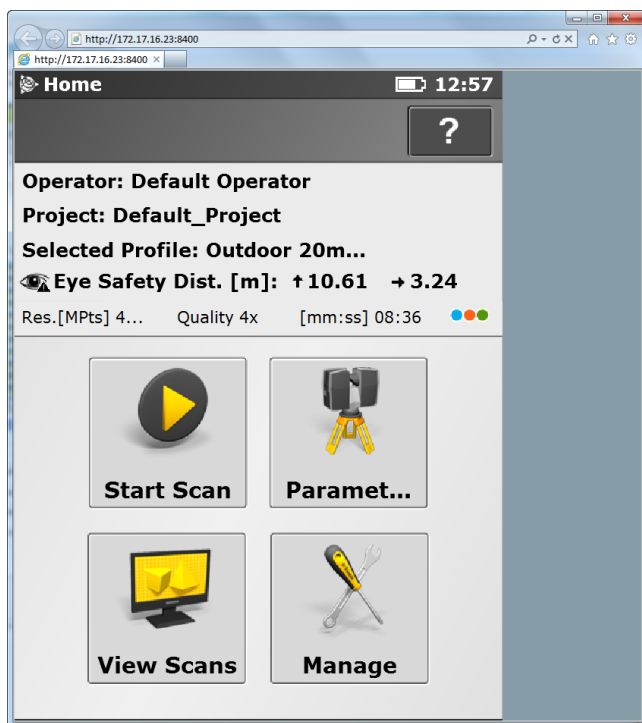 http://172.17.16.23:8400
http://172.17.16.23:8400
Home 12:57
?
Operator: Default Operator
Project: Default_Project
Selected Profile: Outdoor 20m...
Eye Safety Dist. [m]: ↑10.61 →3.24
Res.[MPts] 4... Quality 4x [mm:ss] 08:36
Start Scan Paramet...
View Scans Manage